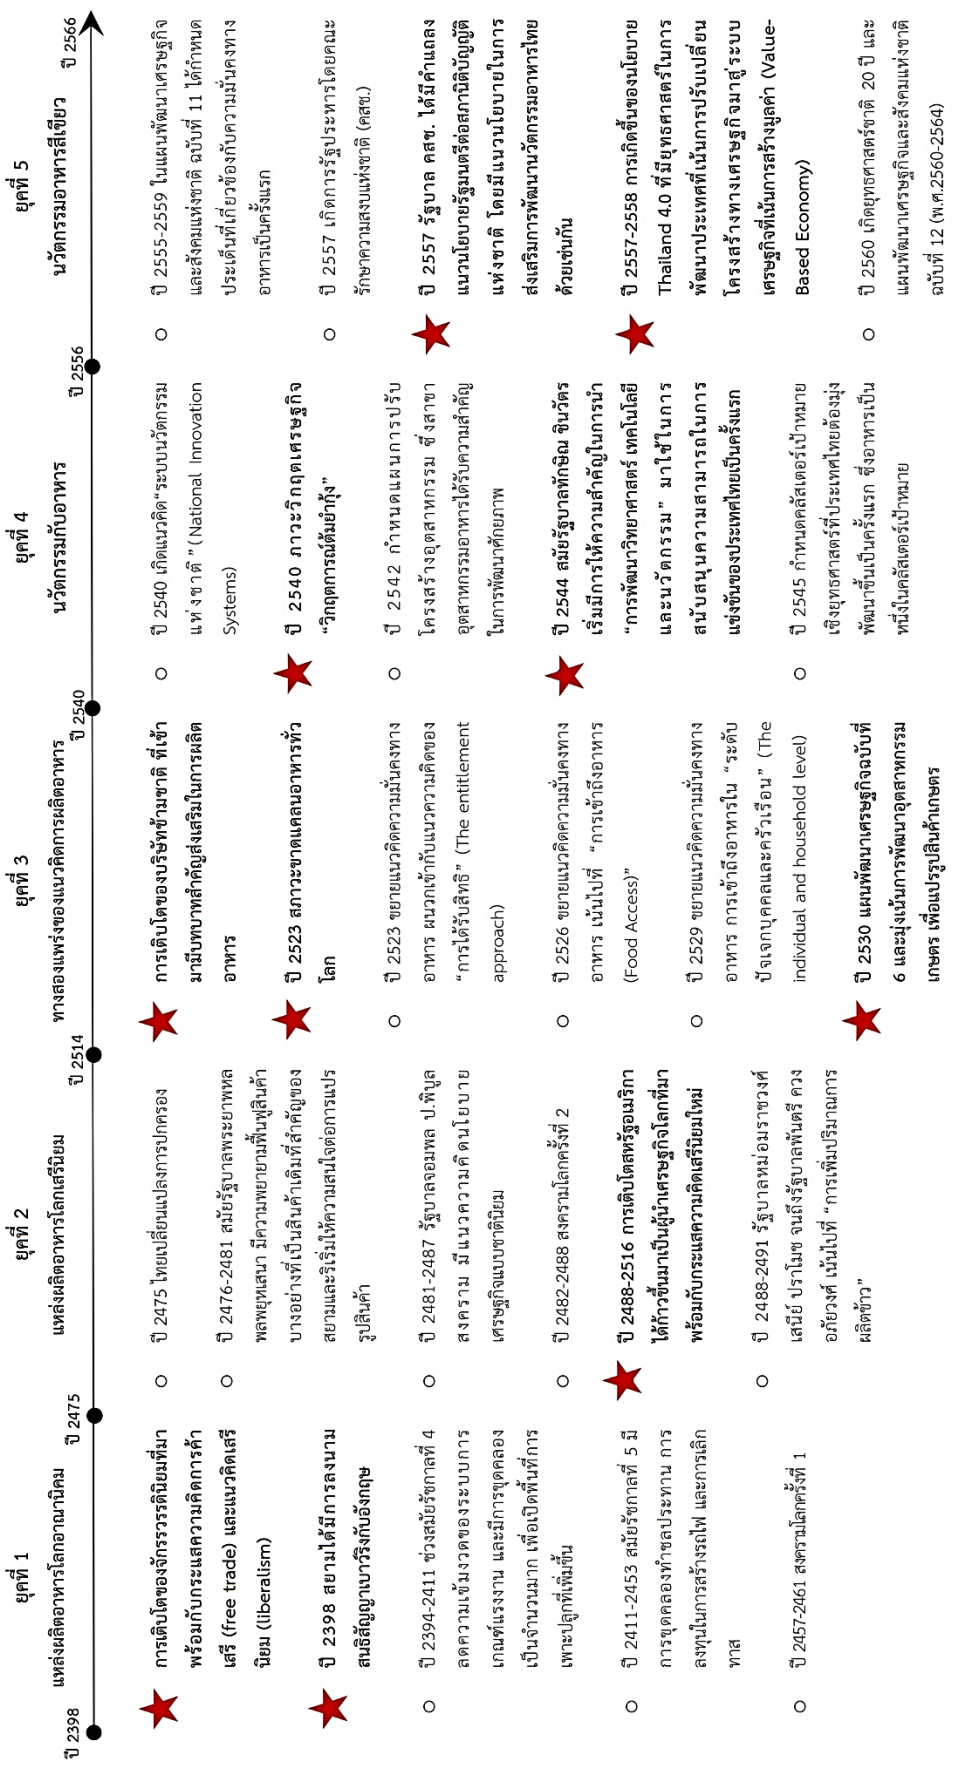 ปี 2398
ปี 2475
ปี 2514
ปี 2540
ปี 2556
ปี 2566
ยุคที่ 1
แหล่งผลิตอาหารโลกอาณานิคม
การเติบโตของจักรวรรดินิยมที่มา
พร้อมกับกระแสความคิดการค้า
เสรี (free trade) และแนวคิดเสรี
นิยม (liberalism)
ปี 2398 สยามได้มีการลงนาม
สนธิสัญญาเบาว์ริงกับอังกฤษ
ปี 2394-2411 ช่วงสมัยรัชกาลที่ 4
ลดความเข้มงวดของระบบการ
เกณฑ์แรงงาน และมีการขุดคลอง
เป็นจำนวนมาก เพื่อเปิดพื้นที่การ
เพาะปลูกที่เพิ่มขึ้น
ปี 2411-2453 สมัยรัชกาลที่ 5 มี
การขุดคลองทำชลประทาน การ
ลงทุนในการสร้างรถไฟ และการเลิก
ทาส
ปี 2457-2461 สงครามโลกครั้งที่ 1
ยุคที่ 2
แหล่งผลิตอาหารโลกเสรีนิยม
ปี 2475 ไทยเปลี่ยนแปลงการปกครอง
ปี 2476-2481 สมัยรัฐบาลพระยาพหล
พลพยุหเสนา มีความพยายามฟื้นฟูสินค้า
บางอย่างที่เป็นสินค้าเดิมที่สำคัญของ
สยามและริเริ่มให้ความสนใจต่อการแปร
รูปสินค้า
ปี 2481-2487 รัฐบาลจอมพล ป.พิบูล
สงคราม มีแนวความคิดนโยบาย
เศรษฐกิจแบบชาตินิยม
ปี 2482-2488 สงครามโลกครั้งที่ 2
ปี 2488-2516 การเติบโตสหรัฐอเมริกา
ได้ก้าวขึ้นมาเป็นผู้นำเศรษฐกิจโลกที่มา
พร้อมกับกระแสความคิดเสรีนิยมใหม่
ปี 2488-2491 รัฐบาลหม่อมราชวงศ์
เสนีย์ ปราโมช จนถึงรัฐบาลพันตรี ควง
อภัยวงศ์ เน้นไปที่ “การเพิ่มปริมาณการ
ผลิตข้าว”
ยุคที่ 3
ทางสองแพร่งของแนวคิดการผลิตอาหาร
การเติบโตของบริษัทข้ามชาติ ที่เข้า
มามีบทบาทสำคัญส่งเสริมในการผลิต
อาหาร
ปี 2523 สภาวะขาดแคลนอาหารทั่ว
โลก
ปี 2523 ขยายแนวคิดความมั่นคงทาง
อาหาร ผนวกเข้ากับแนวความคิดของ
“การได้รับสิทธิ” (The entitlement
approach)
ปี 2526 ขยายแนวคิดความมั่นคงทาง
อาหาร เน้นไปที่ “การเข้าถึงอาหาร
(Food Access)”
ปี 2529 ขยายแนวคิดความมั่นคงทาง
อาหาร การเข้าถึงอาหารใน “ระดับ
ปัจเจกบุคคลและครัวเรือน” (The
individual and household level)
ปี 2530 แผนพัฒนาเศรษฐกิจฉบับที่
6 และมุ่งเน้นการพัฒนาอุตสาหกรรม
เกษตร เพื่อแปรรูปสินค้าเกษตร
ยุคที่ 4
นวัตกรรมกับอาหาร
ปี 2540 เกิดแนวคิด“ระบบนวัตกรรม
แห่งชาติ” (National Innovation
Systems)
ปี 2540 ภาวะวิกฤตเศรษฐกิจ
“วิกฤตการณ์ต้มยำกุ้ง”
ปี 2542 กำหนดแผนการปรับ
โครงสร้างอุตสาหกรรม ซึ่งสาขา
อุตสาหกรรมอาหารได้รับความสำคัญ
ในการพัฒนาศักยภาพ
ปี 2544 สมัยรัฐบาลทักษิณ ชินวัตร
เริ่มมีการให้ความสำคัญในการนำ
“การพัฒนาวิทยาศาสตร์ เทคโนโลยี
และนวัตกรรม” มาใช้ในการ
สนับสนุนความสามารถในการ
แข่งขันของประเทศไทยเป็นครั้งแรก
ปี 2545 กำหนดคลัสเตอร์เป้าหมาย
เชิงยุทธศาสตร์ที่ประเทศไทยต้องมุ่ง
พัฒนาขึ้นเป็นครั้งแรก ซึ่งอาหารเป็น
หนึ่งในคลัสเตอร์เป้าหมาย
ยุคที่ 5
นวัตกรรมอาหารสีเขียว
ปี 2555-2559 ในแผนพัฒนาเศรษฐกิจ
และสังคมแห่งชาติ ฉบับที่ 11 ได้กำหนด
ประเด็นที่เกี่ยวข้องกับความมั่นคงทาง
อาหารเป็นครั้งแรก
ปี 2557 เกิดการรัฐประหารโดยคณะ
รักษาความสงบแห่งชาติ (คสช.)
ปี 2557 รัฐบาล คสช. ได้มีคำแถลง
แนวนโยบายรัฐมนตรีต่อสภานิติบัญญัติ
แห่งชาติ โดยมีแนวนโยบายในการ
ส่งเสริมการพัฒนานวัตกรรมอาหารไทย
ด้วยเช่นกัน
ปี 2557-2558 การเกิดขึ้นของนโยบาย
Thailand 4.0 ที่มียุทธศาสตร์ในการ
พัฒนาประเทศที่เน้นการปรับเปลี่ยน
โครงสร้างทางเศรษฐกิจมาสู่ระบบ
เศรษฐกิจที่เน้นการสร้างมูลค่า (Value-
Based Economy)
ปี 2560 เกิดยุทธศาสตร์ชาติ 20 ปี และ
แผนพัฒนาเศรษฐกิจและสังคมแห่งชาติ
ฉบับที่ 12 (พ.ศ.2560-2564)